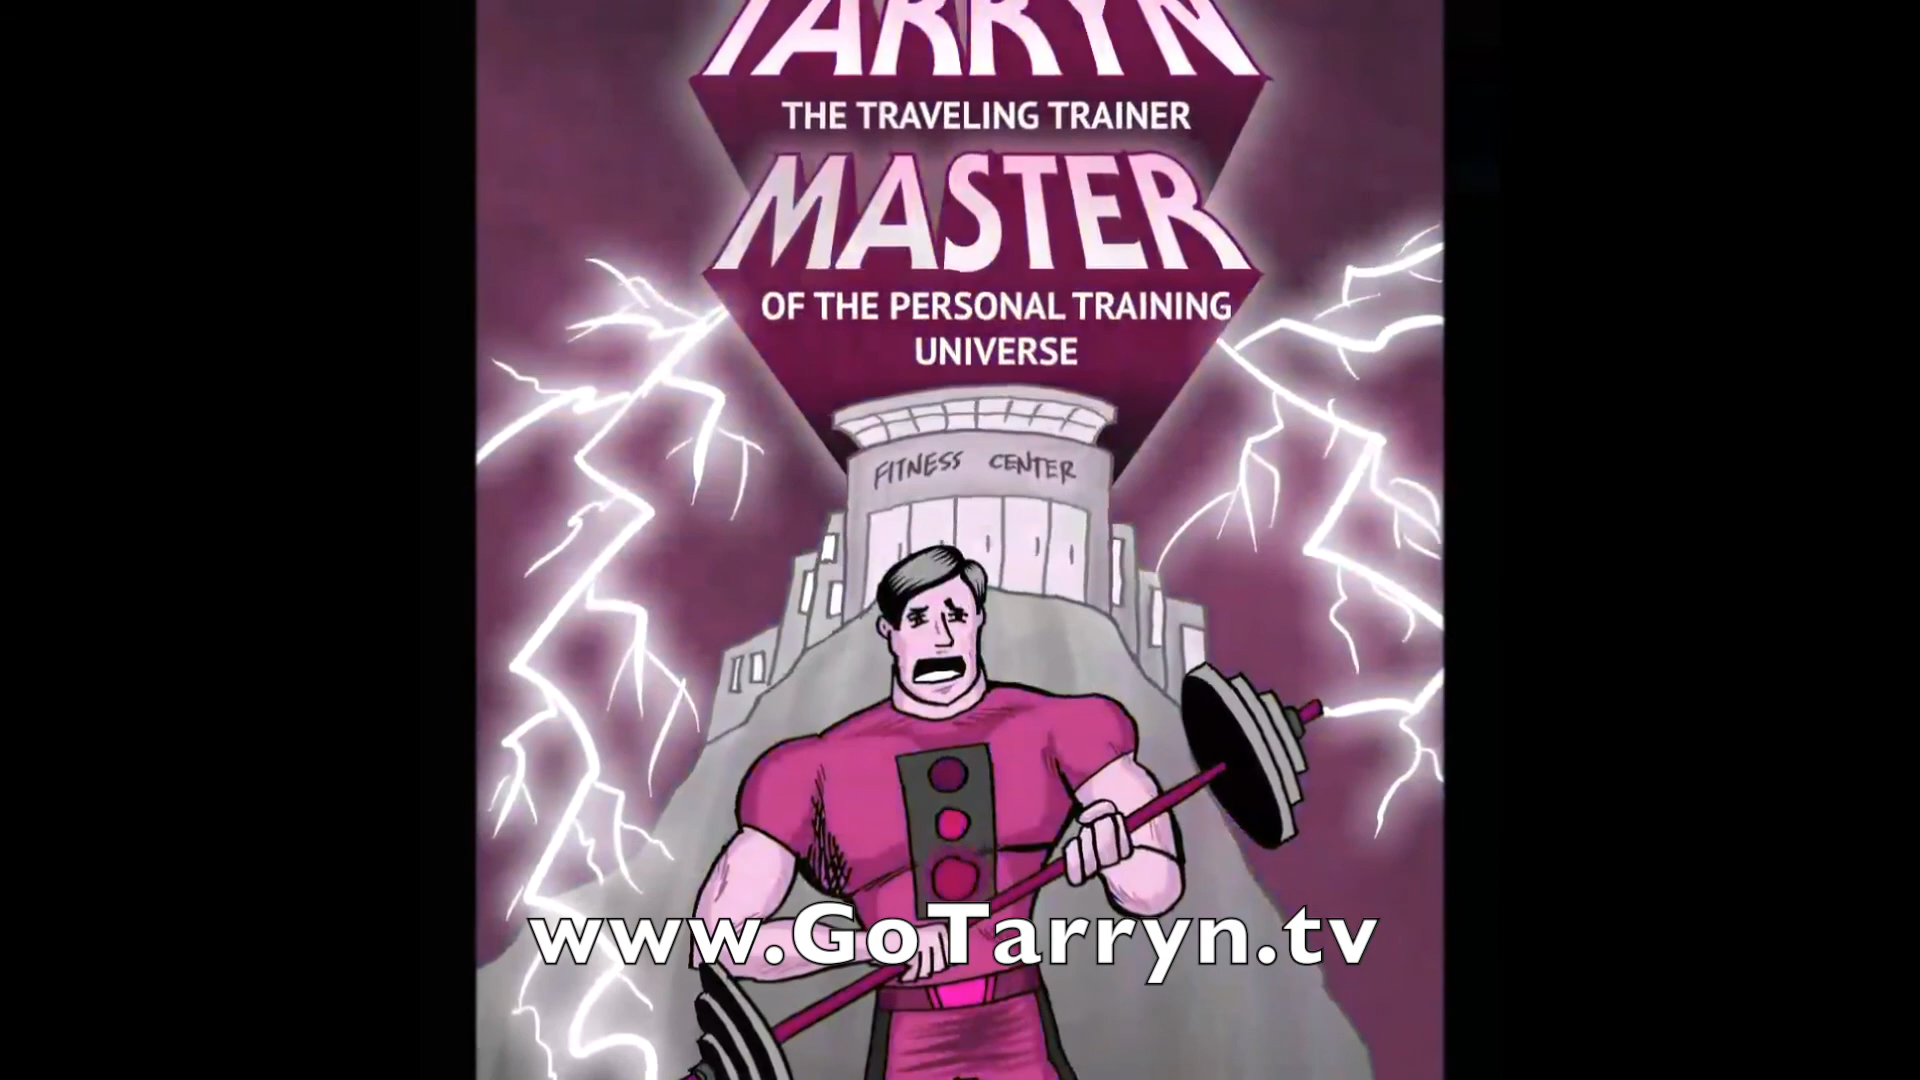 TARRYN
THE TRAVELING TRAINER
MASTER
OF THE PERSONAL TRAINING
UNIVERSE
FITNESS CENTER
www.GoTarryn.tv